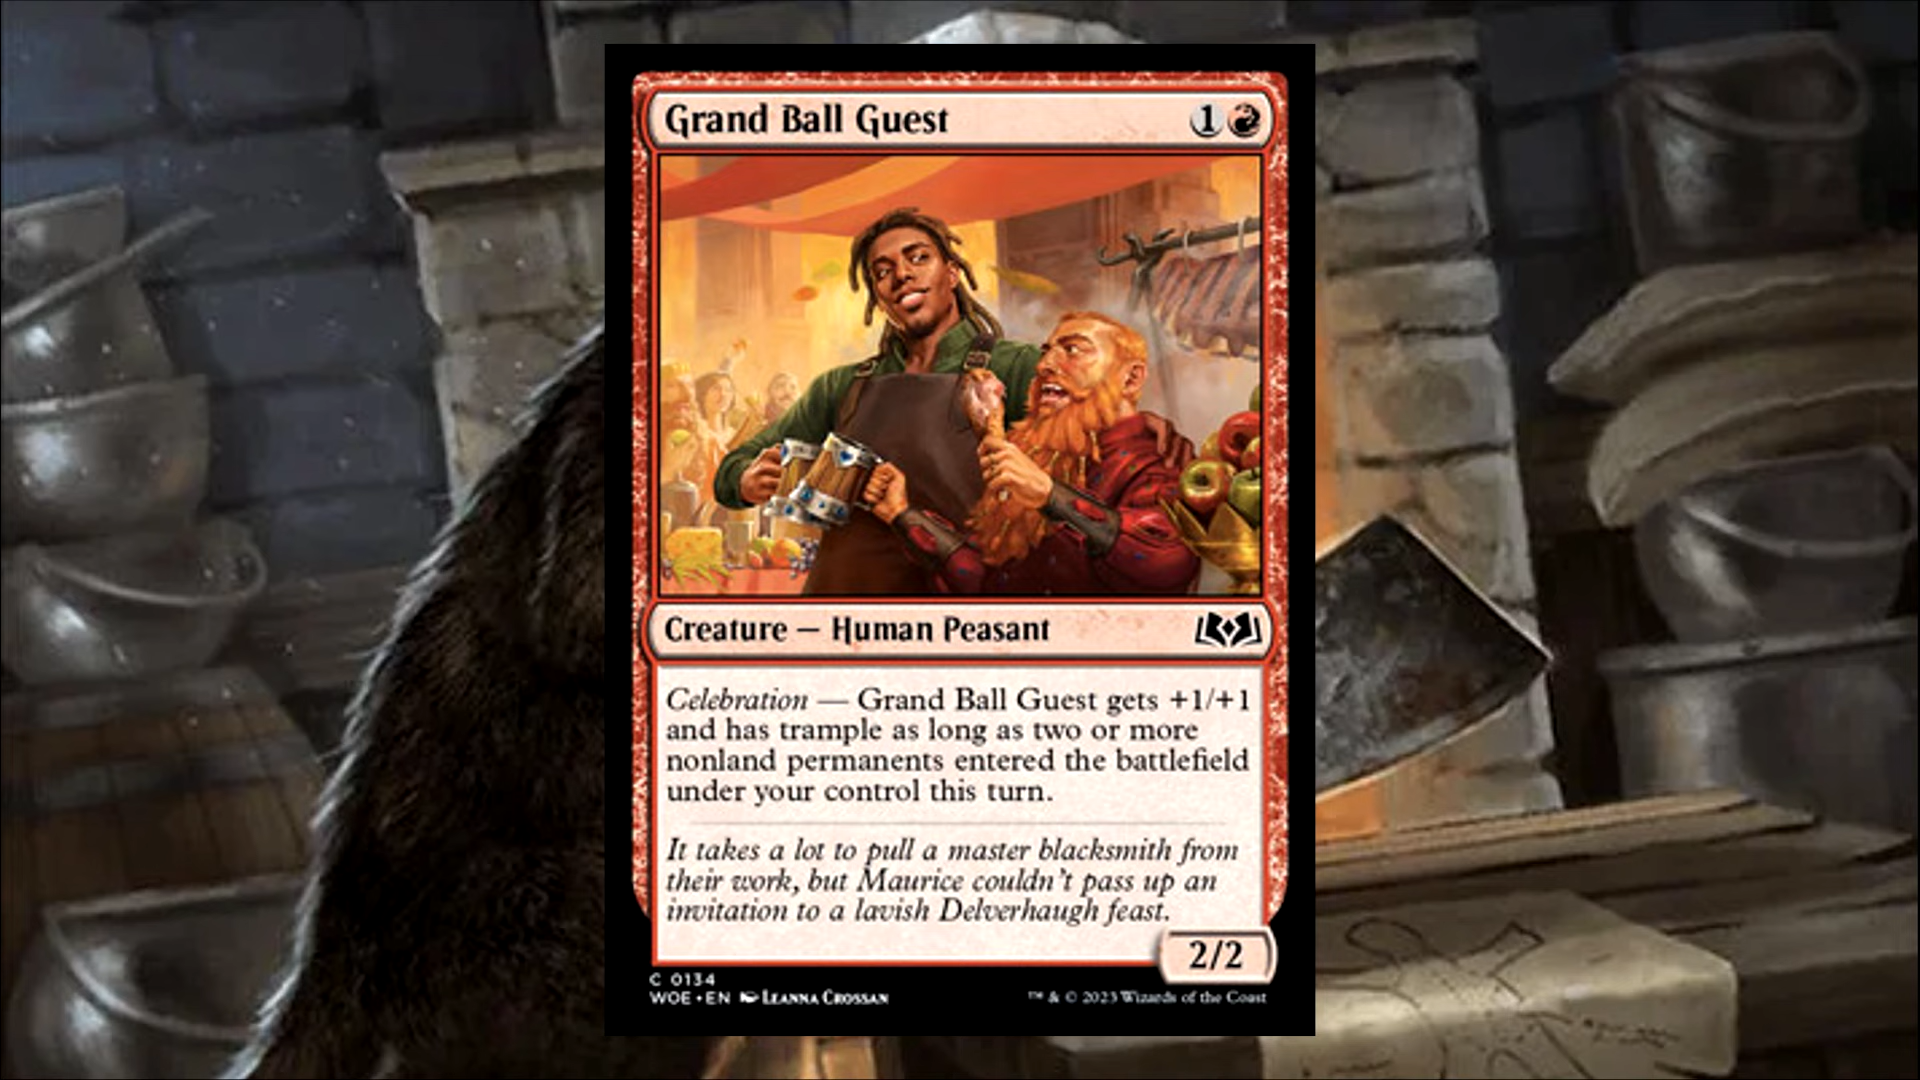 Grand Ball Guest 1
Creature — Human Peasant
Celebration — Grand Ball Guest gets +1/+1
and has trample as long as two or more
nonland permanents entered the battlefield
under your control this turn.
It takes a lot to pull a master blacksmith from
their work, but Maurice couldn't pass up an
invitation to a lavish Delverhaugh feast.
2/2
C 0134
WOE • EN Leanna Crossan ™ & © 2023 Wizards of the Coast